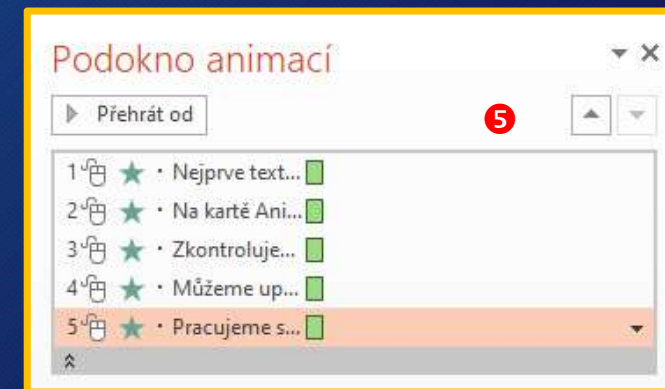 Podokno animací
Přehrát od
5
1 Nejprve text...
2 Na kartě Ani...
3 Zkontroluje...
4 Můžeme up...
5 Pracujeme s...